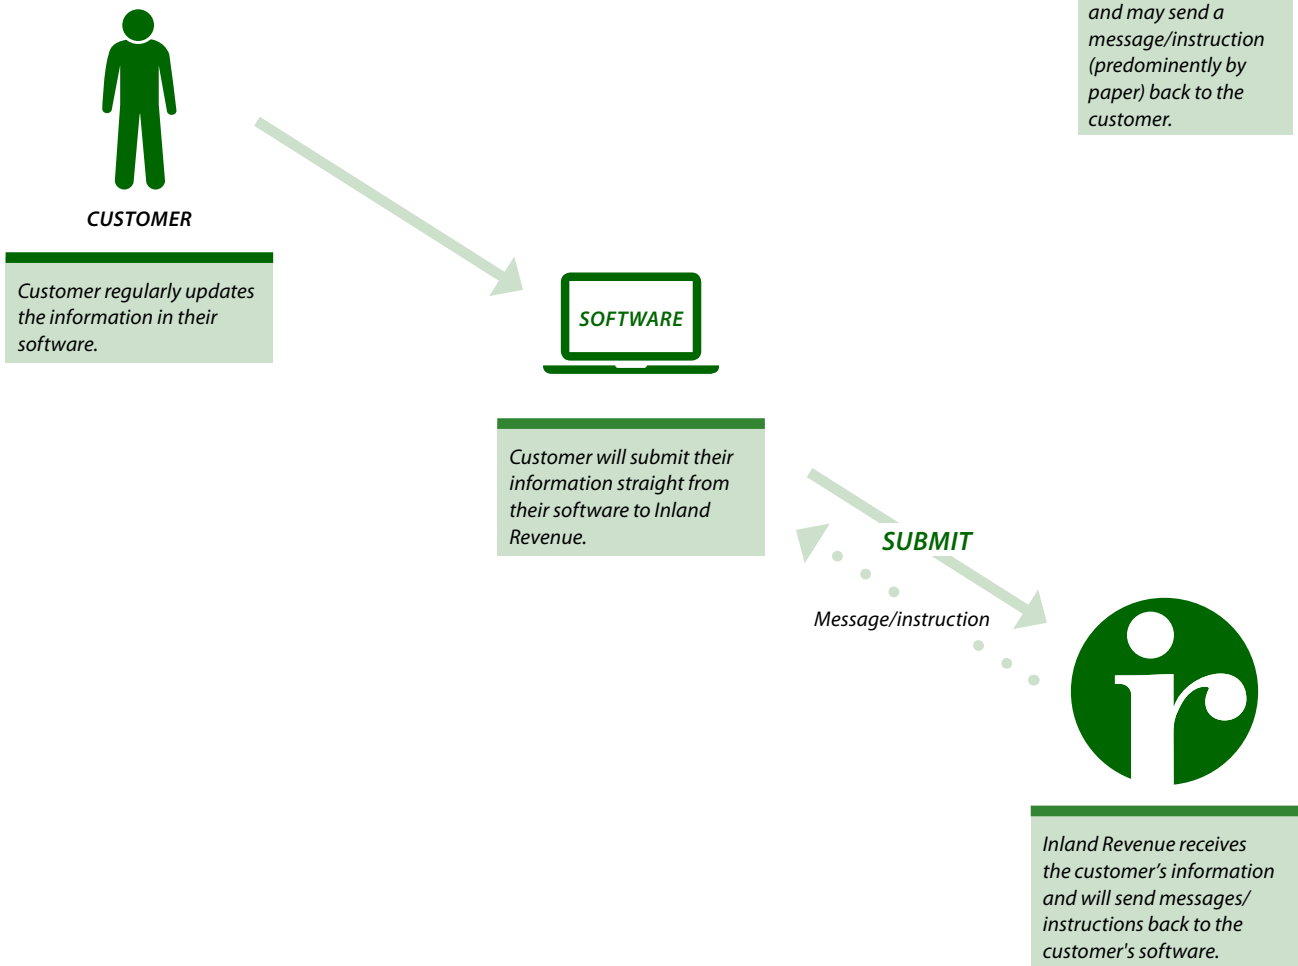 and may send a
message/instruction
(predominently by
paper) back to the
customer.
CUSTOMER
Customer regularly updates
the information in their
software.
SOFTWARE
Customer will submit their
information straight from
their software to Inland
Revenue.
SUBMIT
Message/instruction
ir
Inland Revenue receives
the customer’s information
and will send messages/
instructions back to the
customer's software.